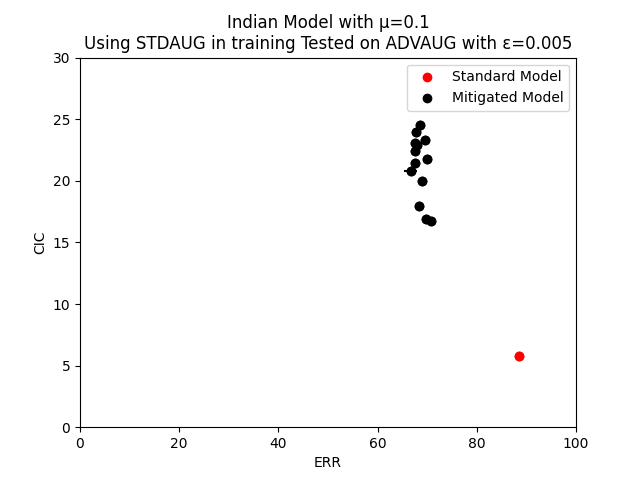 Indian Model with μ=0.1
Using STDAUG in training Tested on ADVAUG with ε=0.005
Standard Model
Mitigated Model
30
25
20
15
10
5
0
CIC
0 20 40 60 80 100
ERR